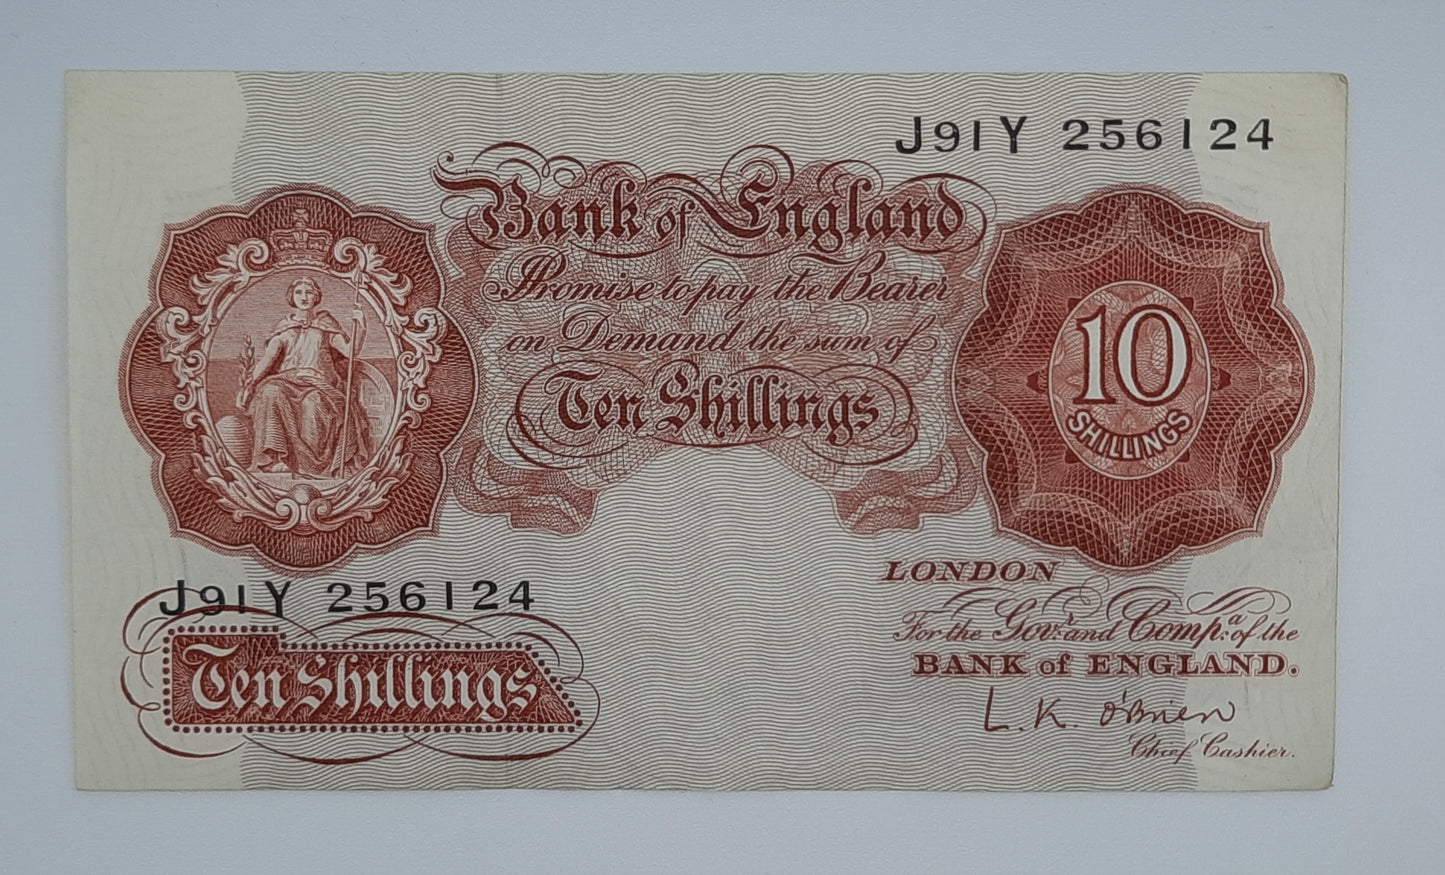 J91Y 256124
Bank of England
Promise to pay the Bearer
on Demand the sum of
Ten Shillings
10
SHILLINGS
J91Y 256124
Ten Shillings
LONDON
For the Govr. and Compa. of the
BANK of ENGLAND.
L. K. O'Brien
Chief Cashier.